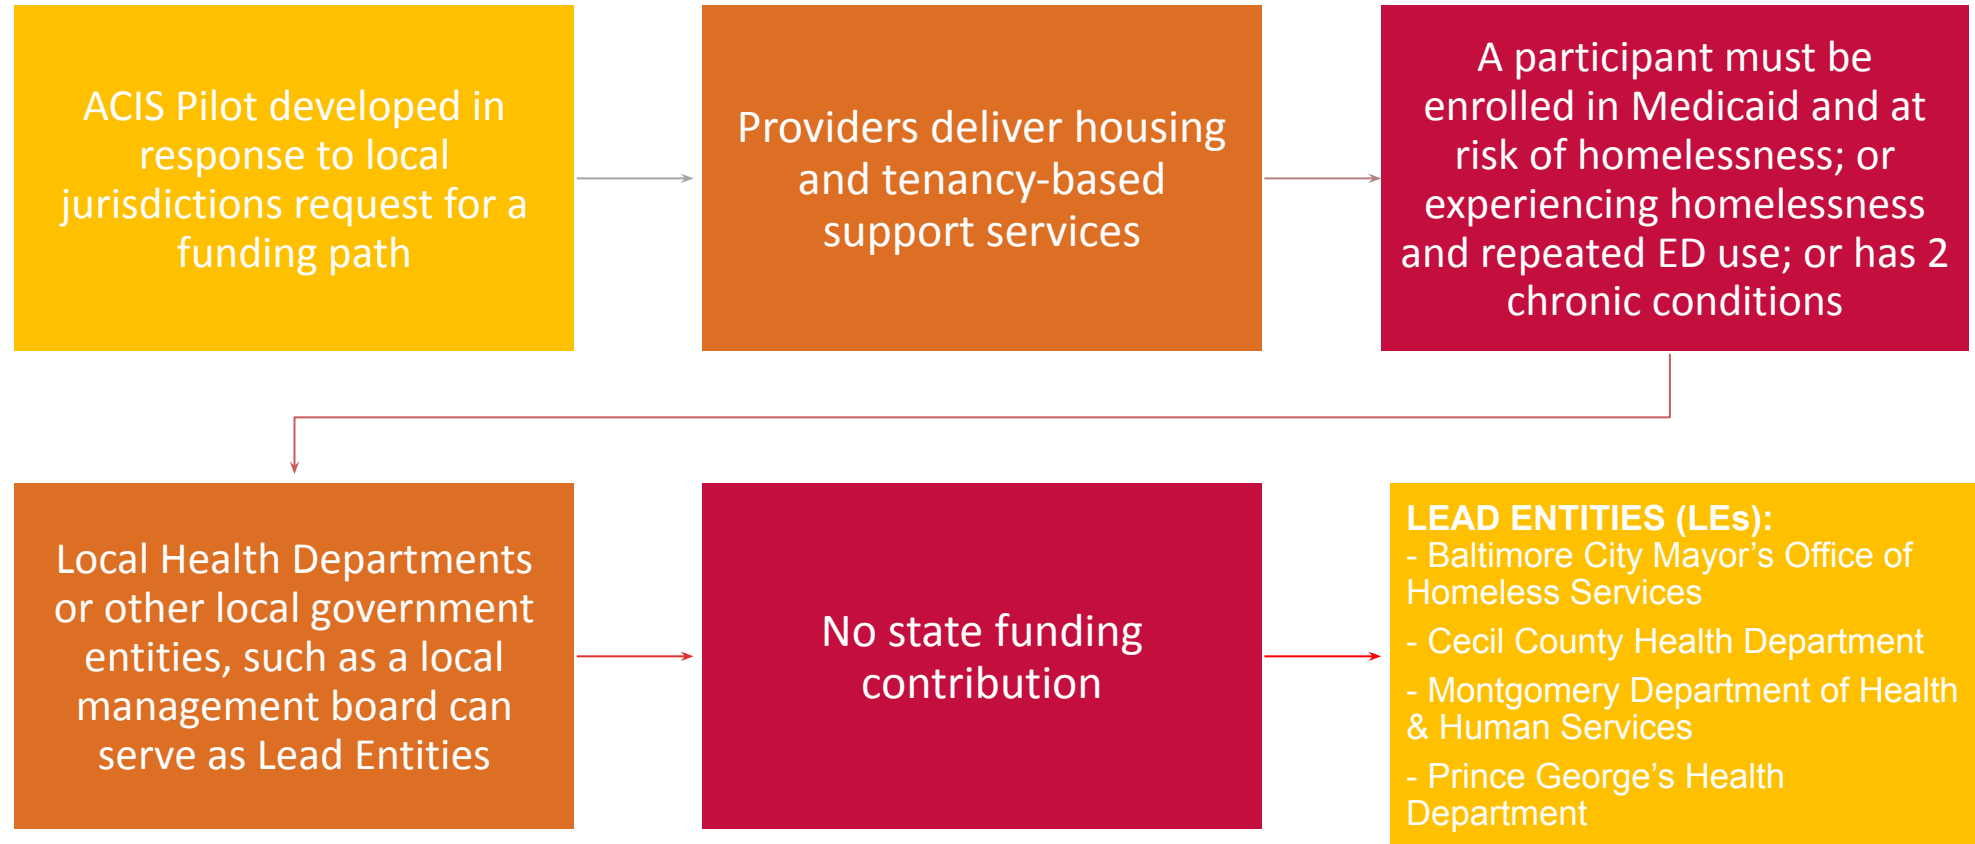 ACIS Pilot developed in
response to local
jurisdictions request for a
funding path
Providers deliver housing
and tenancy-based
support services
A participant must be
enrolled in Medicaid and at
risk of homelessness; or
experiencing homelessness
and repeated ED use; or has 2
chronic conditions
Local Health Departments
or other local government
entities, such as a local
management board can
serve as Lead Entities
No state funding
contribution
LEAD ENTITIES (LEs):
- Baltimore City Mayor’s Office of
Homeless Services
- Cecil County Health Department
- Montgomery Department of Health
& Human Services
- Prince George’s Health
Department